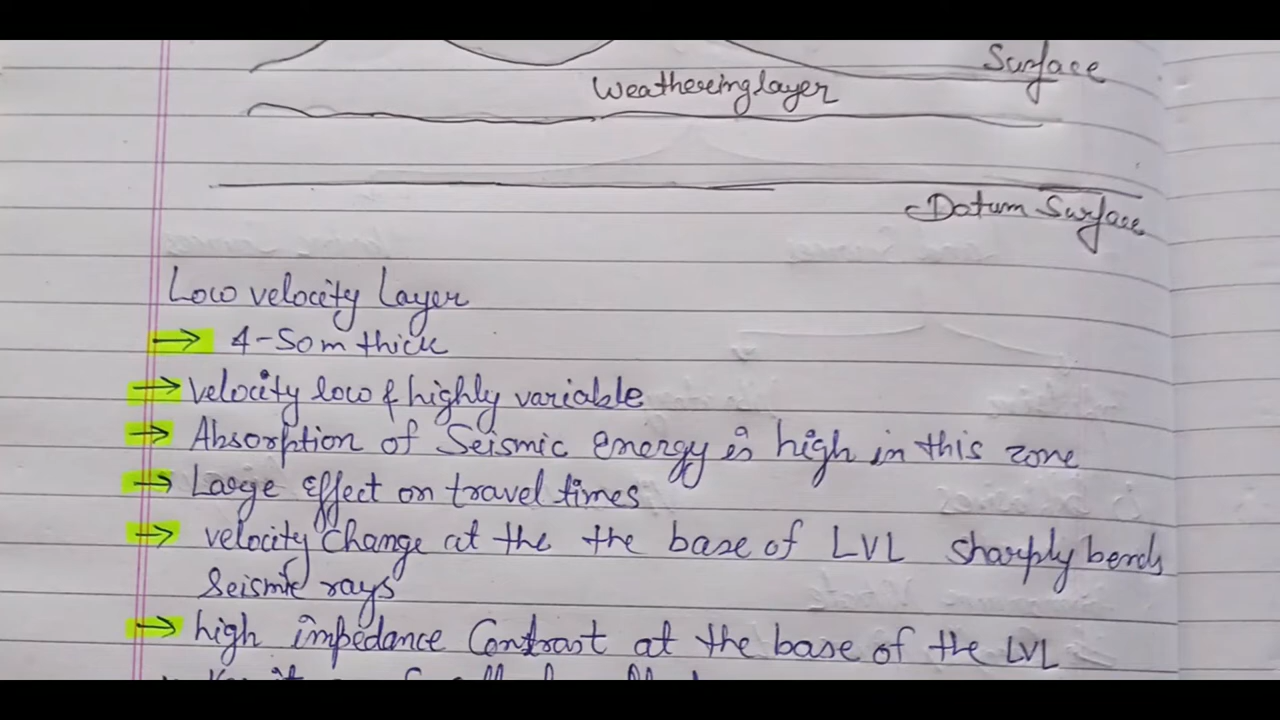 Surface
Weathering layer
Datum Surface
Low velocity Layer
→ 4-50m thick
→ velocity low & highly variable
→ Absorption of Seismic energy is high in this zone
→ Large Effect on travel times
→ velocity Change at the the base of LVL sharply bends
Seismic rays
→ high impedance Contrast at the base of the LVL